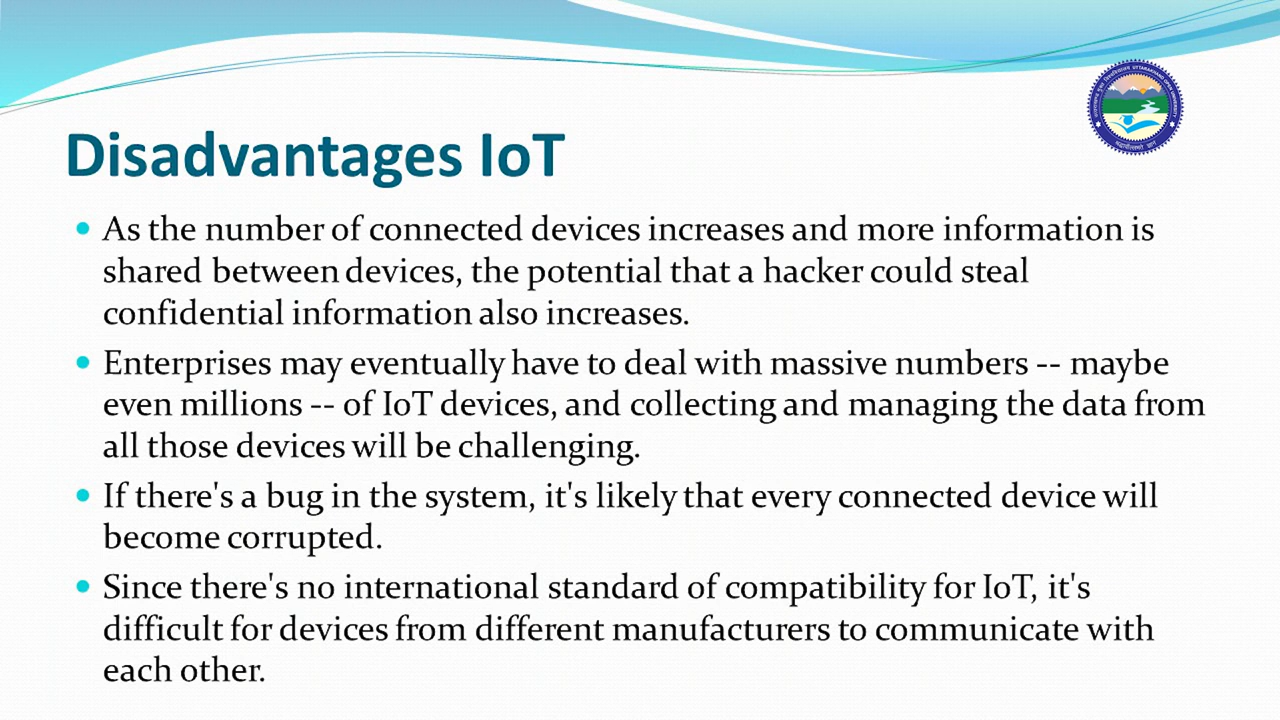 UTTARAKHAND OPEN UNIVERSITY
Disadvantages IoT
• As the number of connected devices increases and more information is
shared between devices, the potential that a hacker could steal
confidential information also increases.
• Enterprises may eventually have to deal with massive numbers -- maybe
even millions -- of IoT devices, and collecting and managing the data from
all those devices will be challenging.
• If there's a bug in the system, it's likely that every connected device will
become corrupted.
• Since there's no international standard of compatibility for IoT, it's
difficult for devices from different manufacturers to communicate with
each other.